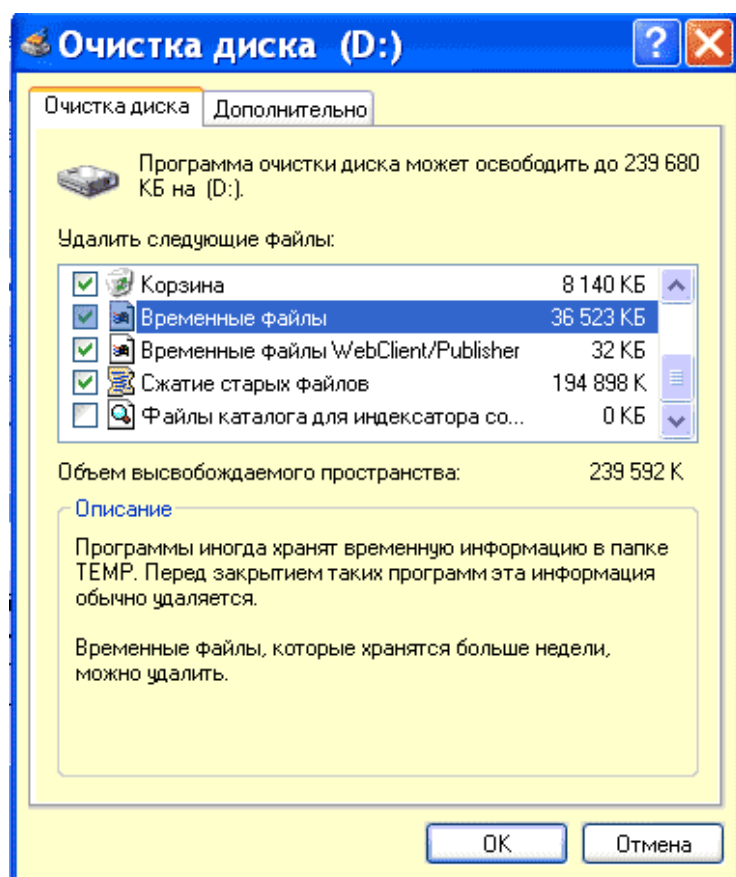 Очистка диска (D:)
Очистка диска Дополнительно
Программа очистки диска может освободить до 239 680
КБ на (D:).
Удалить следующие файлы:
Корзина 8 140 КБ
Временные файлы 36 523 КБ
Временные файлы WebClient/Publisher 32 КБ
Сжатие старых файлов 194 898 К
Файлы каталога для индексатора со... 0 КБ
Объем высвобождаемого пространства: 239 592 К
Описание
Программы иногда хранят временную информацию в папке
TEMP. Перед закрытием таких программ эта информация
обычно удаляется.
Временные файлы, которые хранятся больше недели,
можно удалить.
OK Отмена